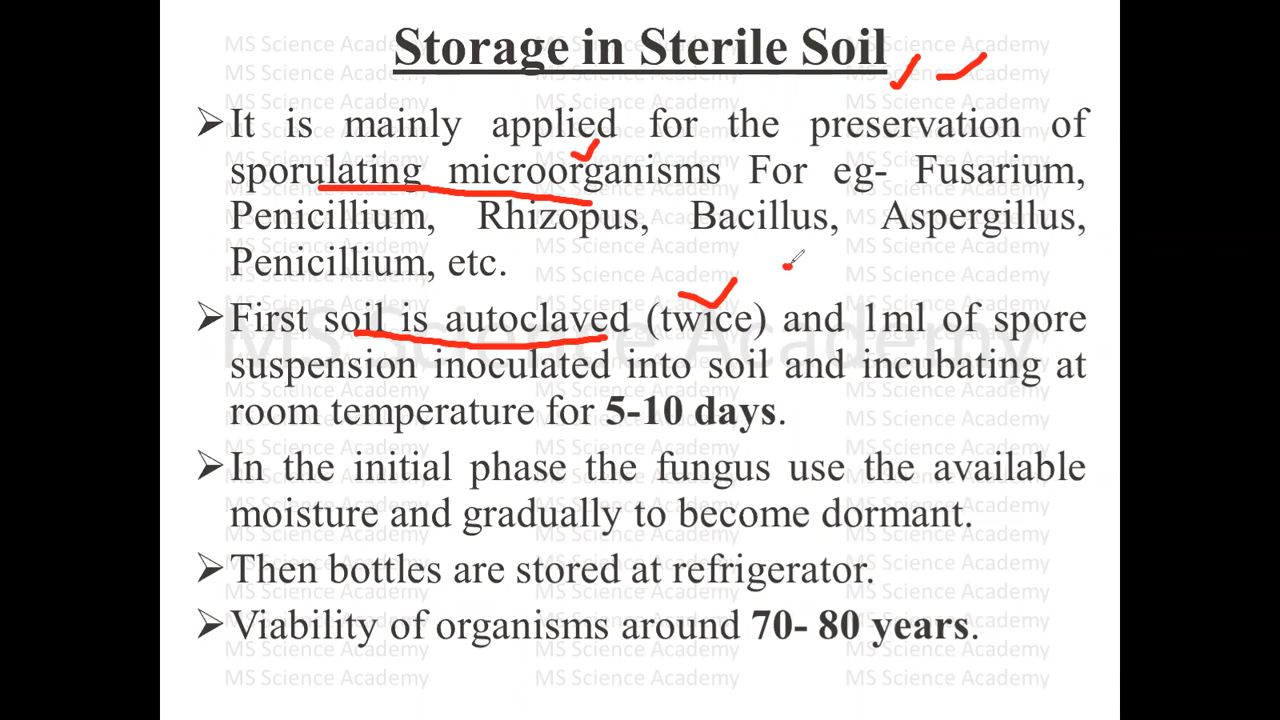 Storage in Sterile Soil
➢It is mainly applied for the preservation of
sporulating microorganisms For eg- Fusarium,
Penicillium, Rhizopus, Bacillus, Aspergillus,
Penicillium, etc.
➢First soil is autoclaved (twice) and 1ml of spore
suspension inoculated into soil and incubating at
room temperature for 5-10 days.
➢In the initial phase the fungus use the available
moisture and gradually to become dormant.
➢Then bottles are stored at refrigerator.
➢Viability of organisms around 70- 80 years.
MS Science Academy